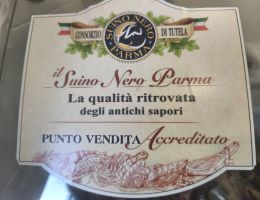 CONSORZIO DI TUTELA
SUINO NERO
PARMA
il Suino Nero Parma
La qualità ritrovata
degli antichi sapori
PUNTO VENDITA Accreditato